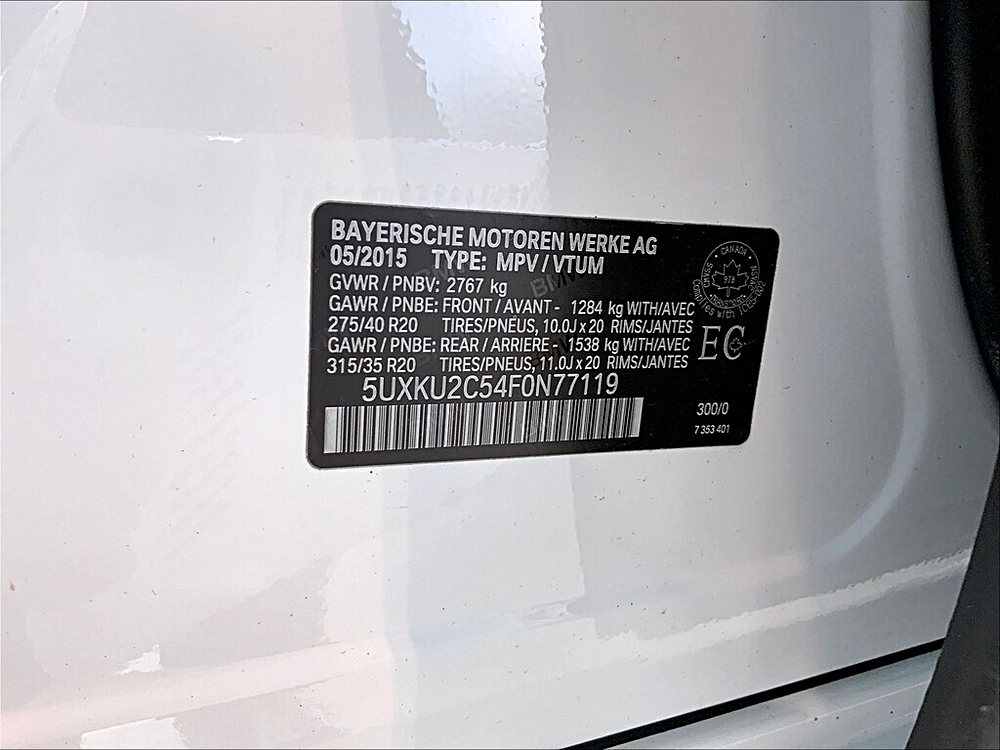 BAYERISCHE MOTOREN WERKE AG
05/2015 TYPE: MPV / VTUM
GVWR / PNBV: 2767 kg
GAWR / PNBE: FRONT / AVANT - 1284 kg WITH/AVEC
275/40 R20 TIRES/PNEUS, 10.0J x 20 RIMS/JANTES
GAWR / PNBE: REAR / ARRIERE - 1538 kg WITH/AVEC
315/35 R20 TIRES/PNEUS, 11.0J x 20 RIMS/JANTES
5UXKU2C54F0N77119
CANADA
978
EC
300/0
7 353 401
BMW